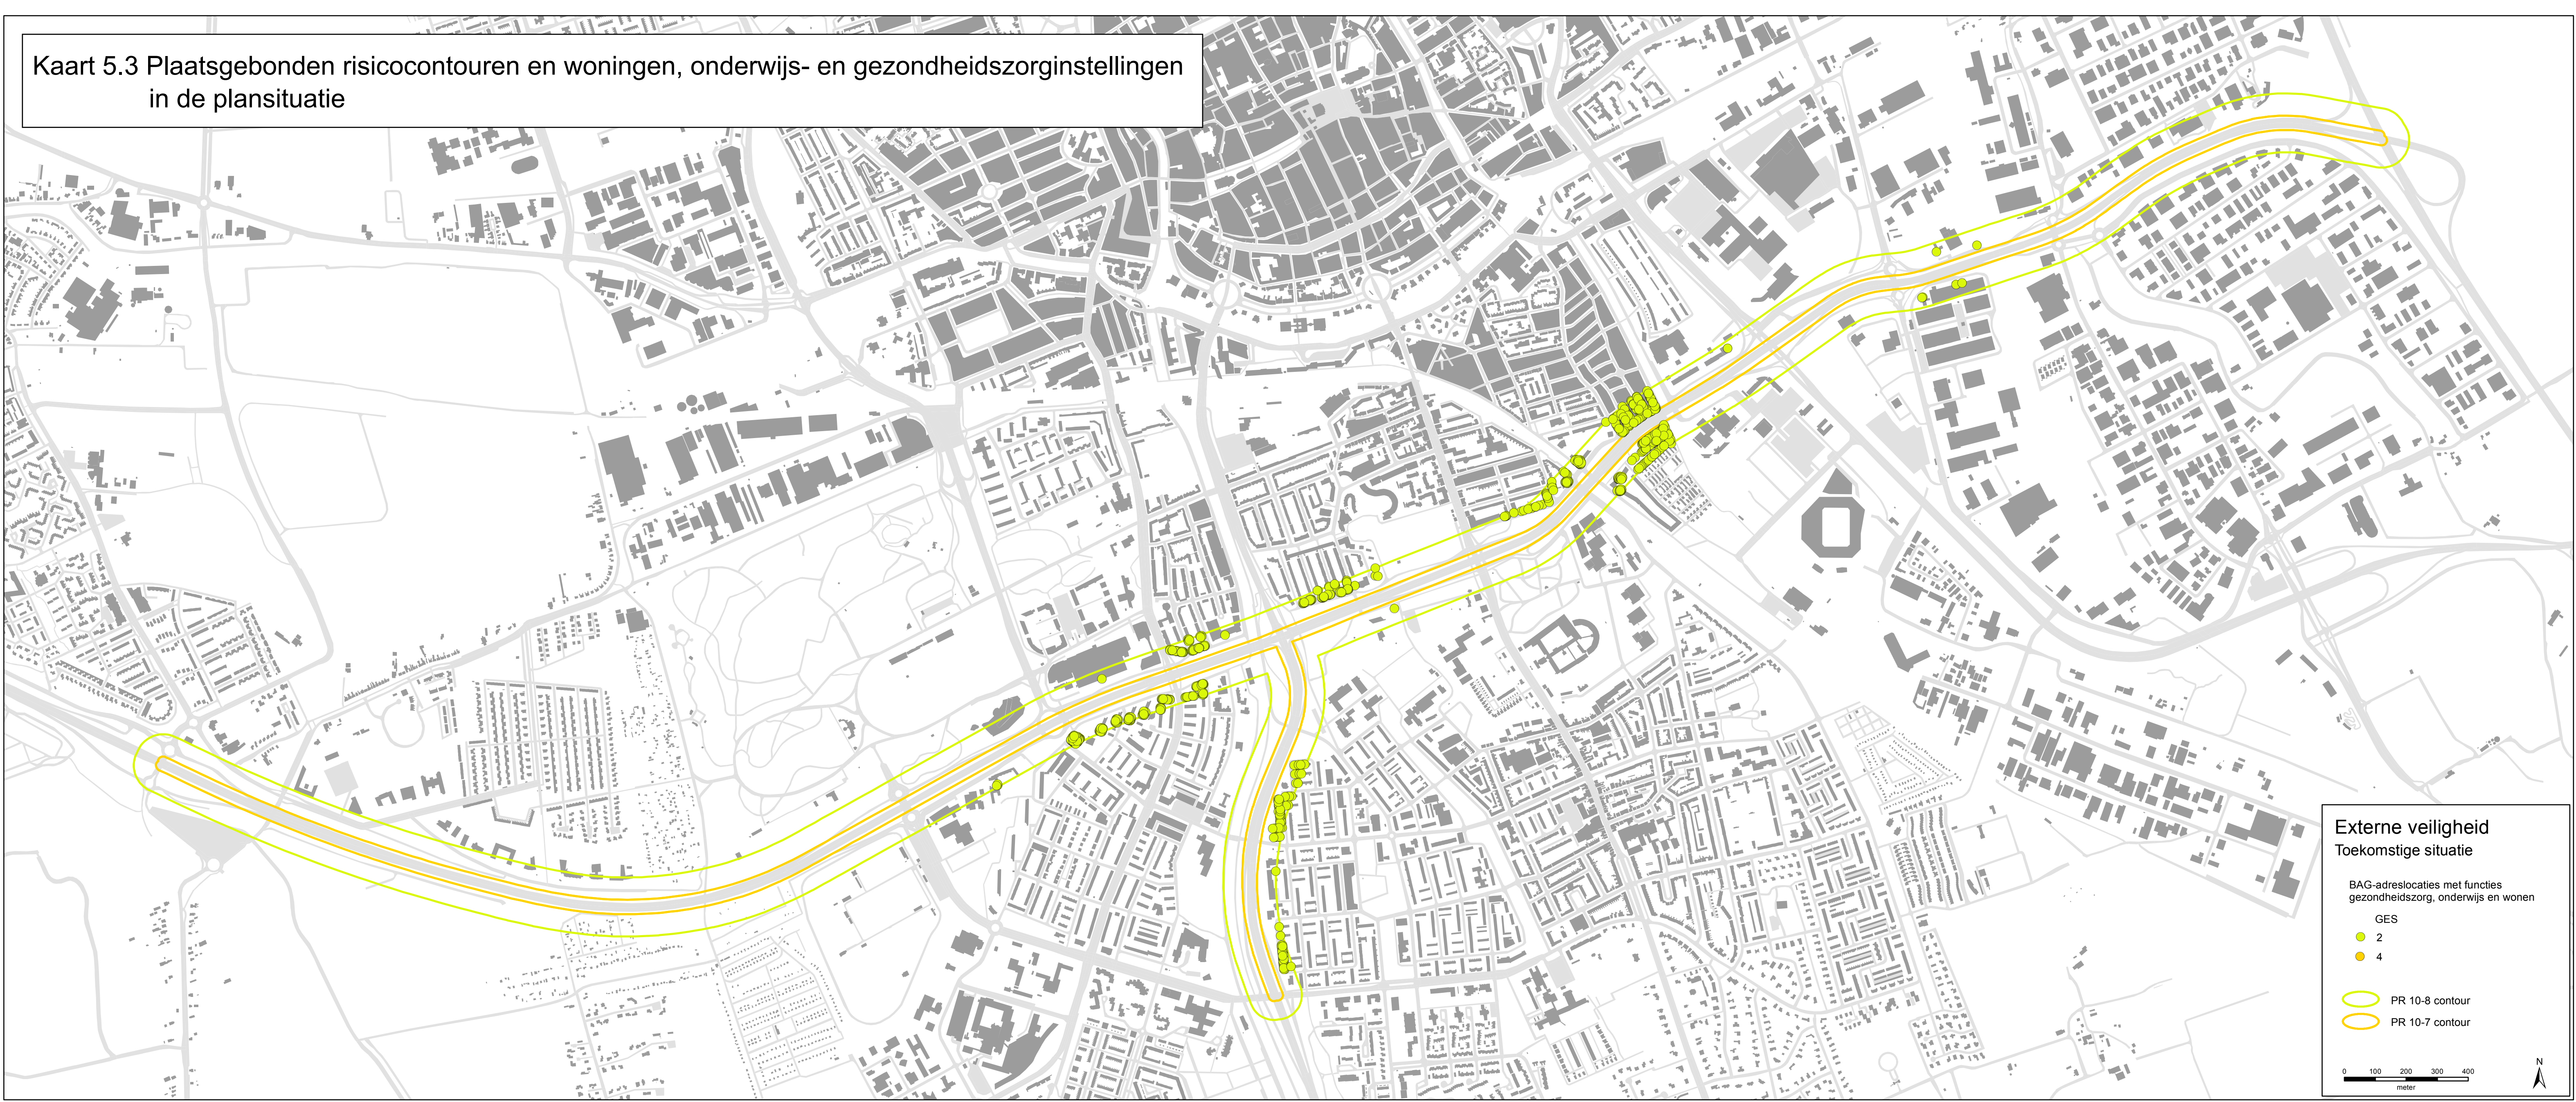 Kaart 5.3 Plaatsgebonden risicocontouren en woningen, onderwijs- en gezondheidszorginstellingen
in de plansituatie
Externe veiligheid
Toekomstige situatie
BAG-adreslocaties met functies
gezondheidszorg, onderwijs en wonen
GES
2
4
PR 10-8 contour
PR 10-7 contour
0 100 200 300 400
meter
N